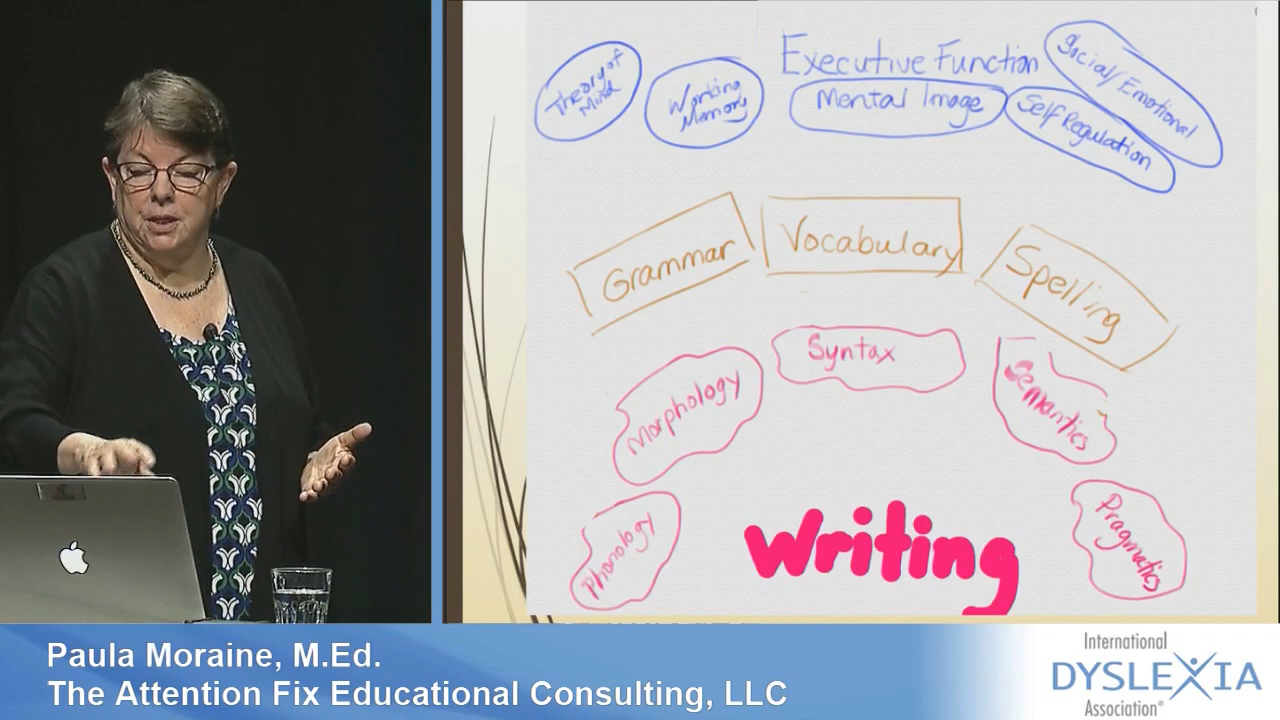 Executive Function
Theory of
Mind
Working
Memory
Mental Image
Social/Emotional
Self Regulation
Grammar
Vocabulary
Spelling
Syntax
Morphology
Semantics
Phonology
Pragmatics
Writing
Paula Moraine, M.Ed.
The Attention Fix Educational Consulting, LLC
International
DYSLEXIA
Association®